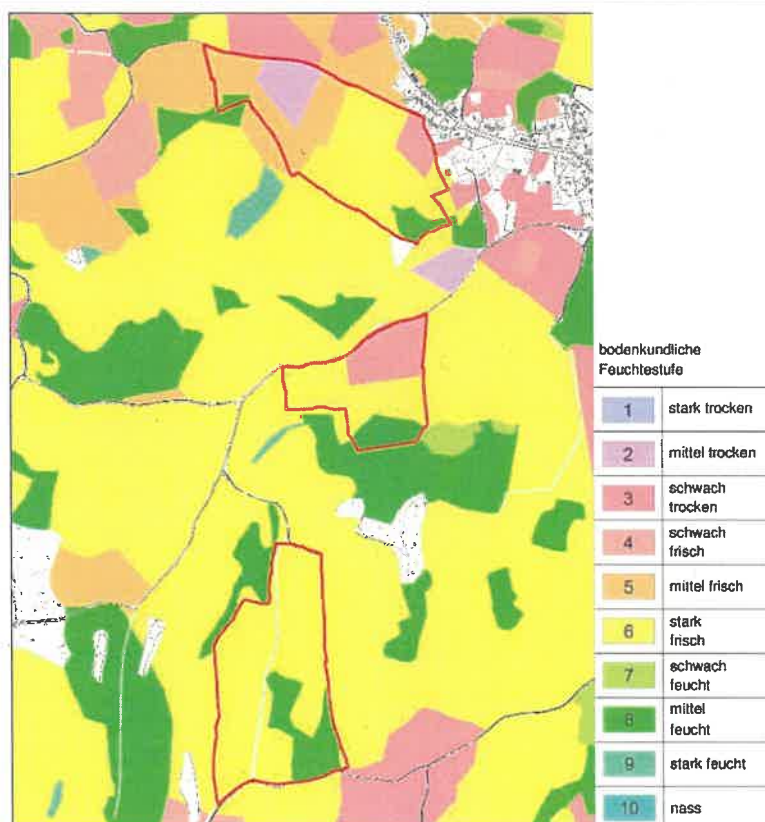 bodenkundliche
Feuchtestufe
1 stark trocken
2 mittel trocken
3 schwach
trocken
4 schwach
frisch
5 mittel frisch
6 stark
frisch
7 schwach
feucht
8 mittel
feucht
9 stark feucht
10 nass